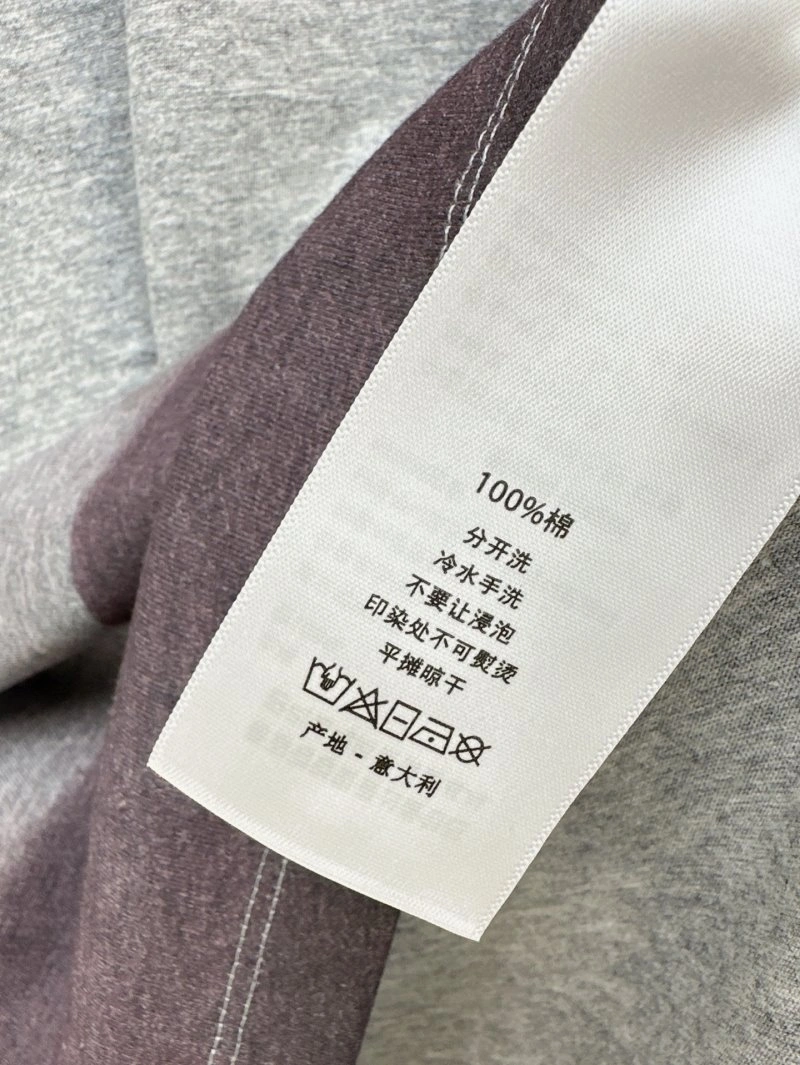 100%棉
分开洗
冷水手洗
不要让浸泡
印染处不可熨烫
平摊晾干
产地 - 意大利